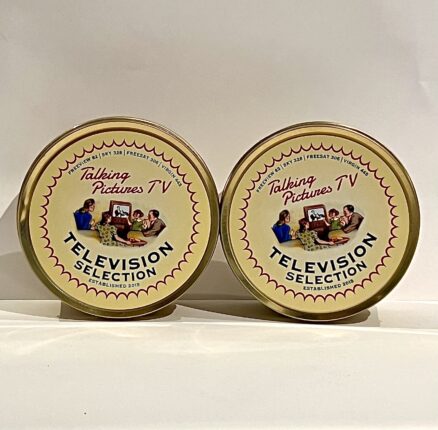 FREEVIEW 82 | SKY 328 | FREESAT 306 | VIRGIN 445
Talking
Pictures TV
TELEVISION
SELECTION
ESTABLISHED 2015
FREEVIEW 82 | SKY 328 | FREESAT 306 | VIRGIN 445
Talking
Pictures TV
TELEVISION
SELECTION
ESTABLISHED 2015